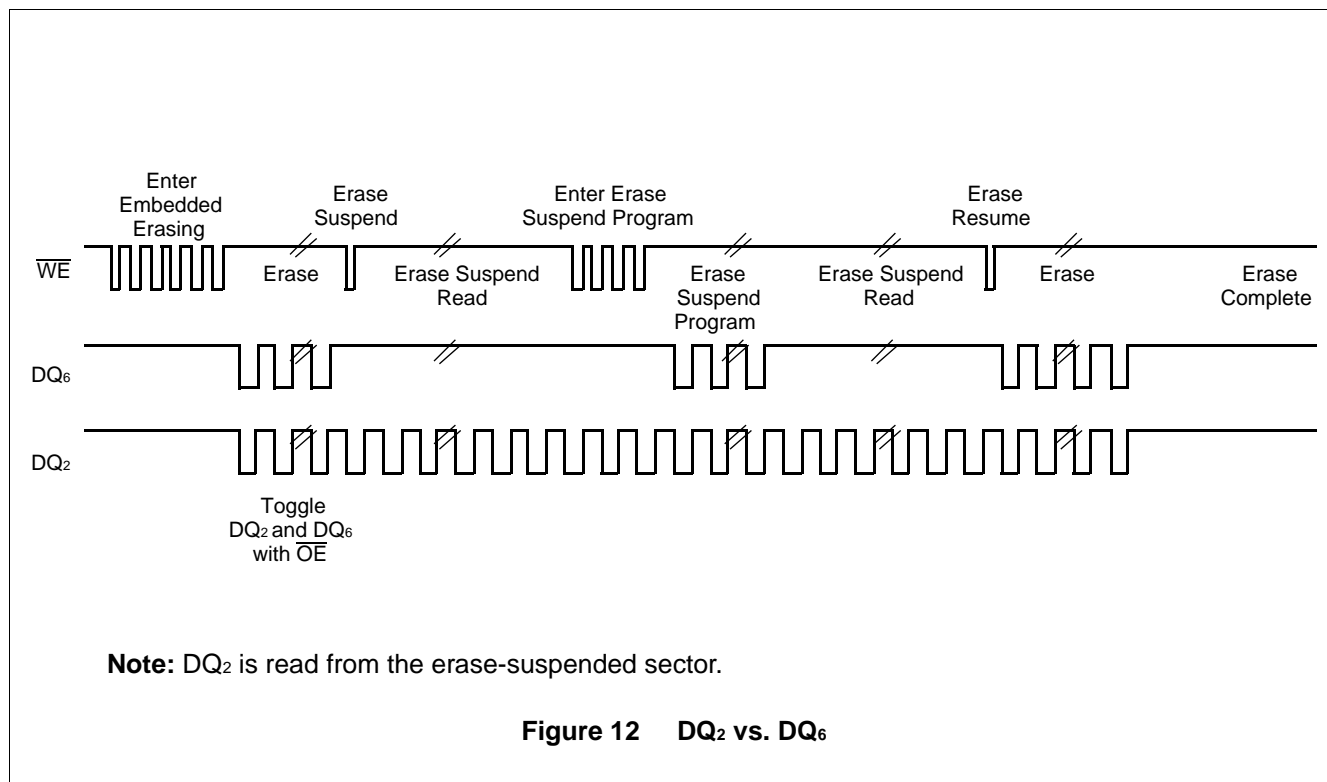 Enter
Embedded
Erasing
Erase
Suspend
Enter Erase
Suspend Program
Erase
Resume
WE
Erase
Erase Suspend
Read
Erase
Suspend
Program
Erase Suspend
Read
Erase
Erase
Complete
DQ6
DQ2
Toggle
DQ2 and DQ6
with OE
Note: DQ2 is read from the erase-suspended sector.
Figure 12 DQ2 vs. DQ6